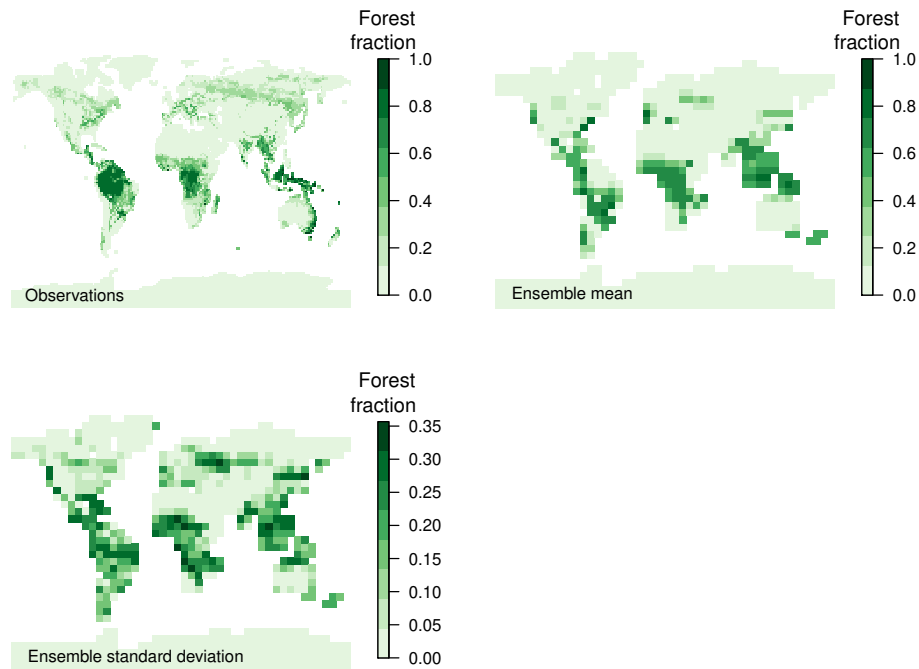 Forest
fraction
1.0
0.8
0.6
0.4
0.2
0.0
Observations
Forest
fraction
1.0
0.8
0.6
0.4
0.2
0.0
Ensemble mean
Forest
fraction
0.35
0.30
0.25
0.20
0.15
0.10
0.05
0.00
Ensemble standard deviation